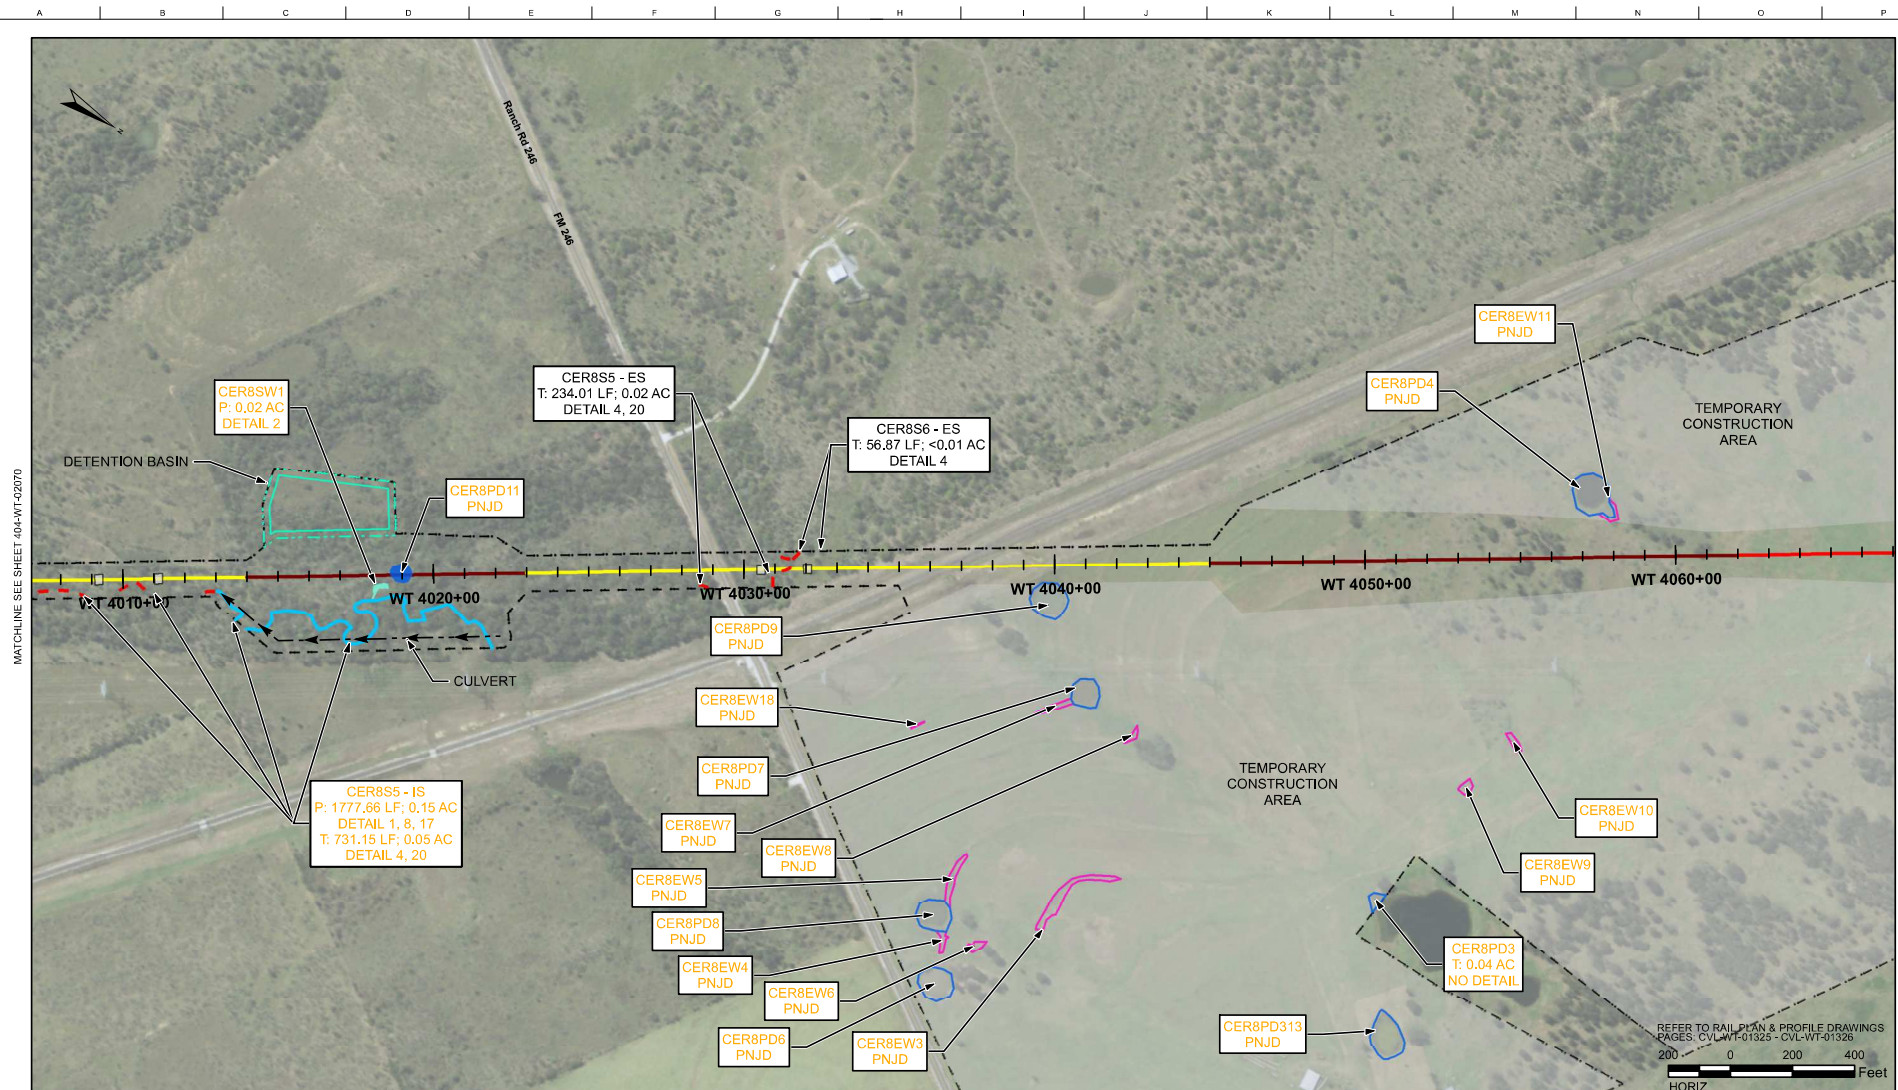 A B C D E F G H I J K L M N O P
N
Ranch Rd 246
FM 246
MATCHLINE SEE SHEET 404-WT-02070
CER8EW11
PNJD
CER8PD4
PNJD
TEMPORARY
CONSTRUCTION
AREA
CER8SW1
P: 0.02 AC
DETAIL 2
CER8S5 - ES
T: 234.01 LF; 0.02 AC
DETAIL 4, 20
CER8S6 - ES
T: 56.87 LF; <0.01 AC
DETAIL 4
DETENTION BASIN
CER8PD11
PNJD
WT 4010+00
WT 4020+00
WT 4030+00
WT 4040+00
WT 4050+00
WT 4060+00
CER8PD9
PNJD
CULVERT
CER8EW18
PNJD
CER8PD7
PNJD
TEMPORARY
CONSTRUCTION
AREA
CER8S5 - IS
P: 1777.66 LF; 0.15 AC
DETAIL 1, 8, 17
T: 731.15 LF; 0.05 AC
DETAIL 4, 20
CER8EW7
PNJD
CER8EW8
PNJD
CER8EW10
PNJD
CER8EW9
PNJD
CER8EW5
PNJD
CER8PD8
PNJD
CER8EW4
PNJD
CER8EW6
PNJD
CER8PD6
PNJD
CER8EW3
PNJD
CER8PD3
T: 0.04 AC
NO DETAIL
CER8PD313
PNJD
REFER TO RAIL PLAN & PROFILE DRAWINGS
PAGES: CVL-WT-01325 - CVL-WT-01326
200 0 200 400
Feet
HORIZ